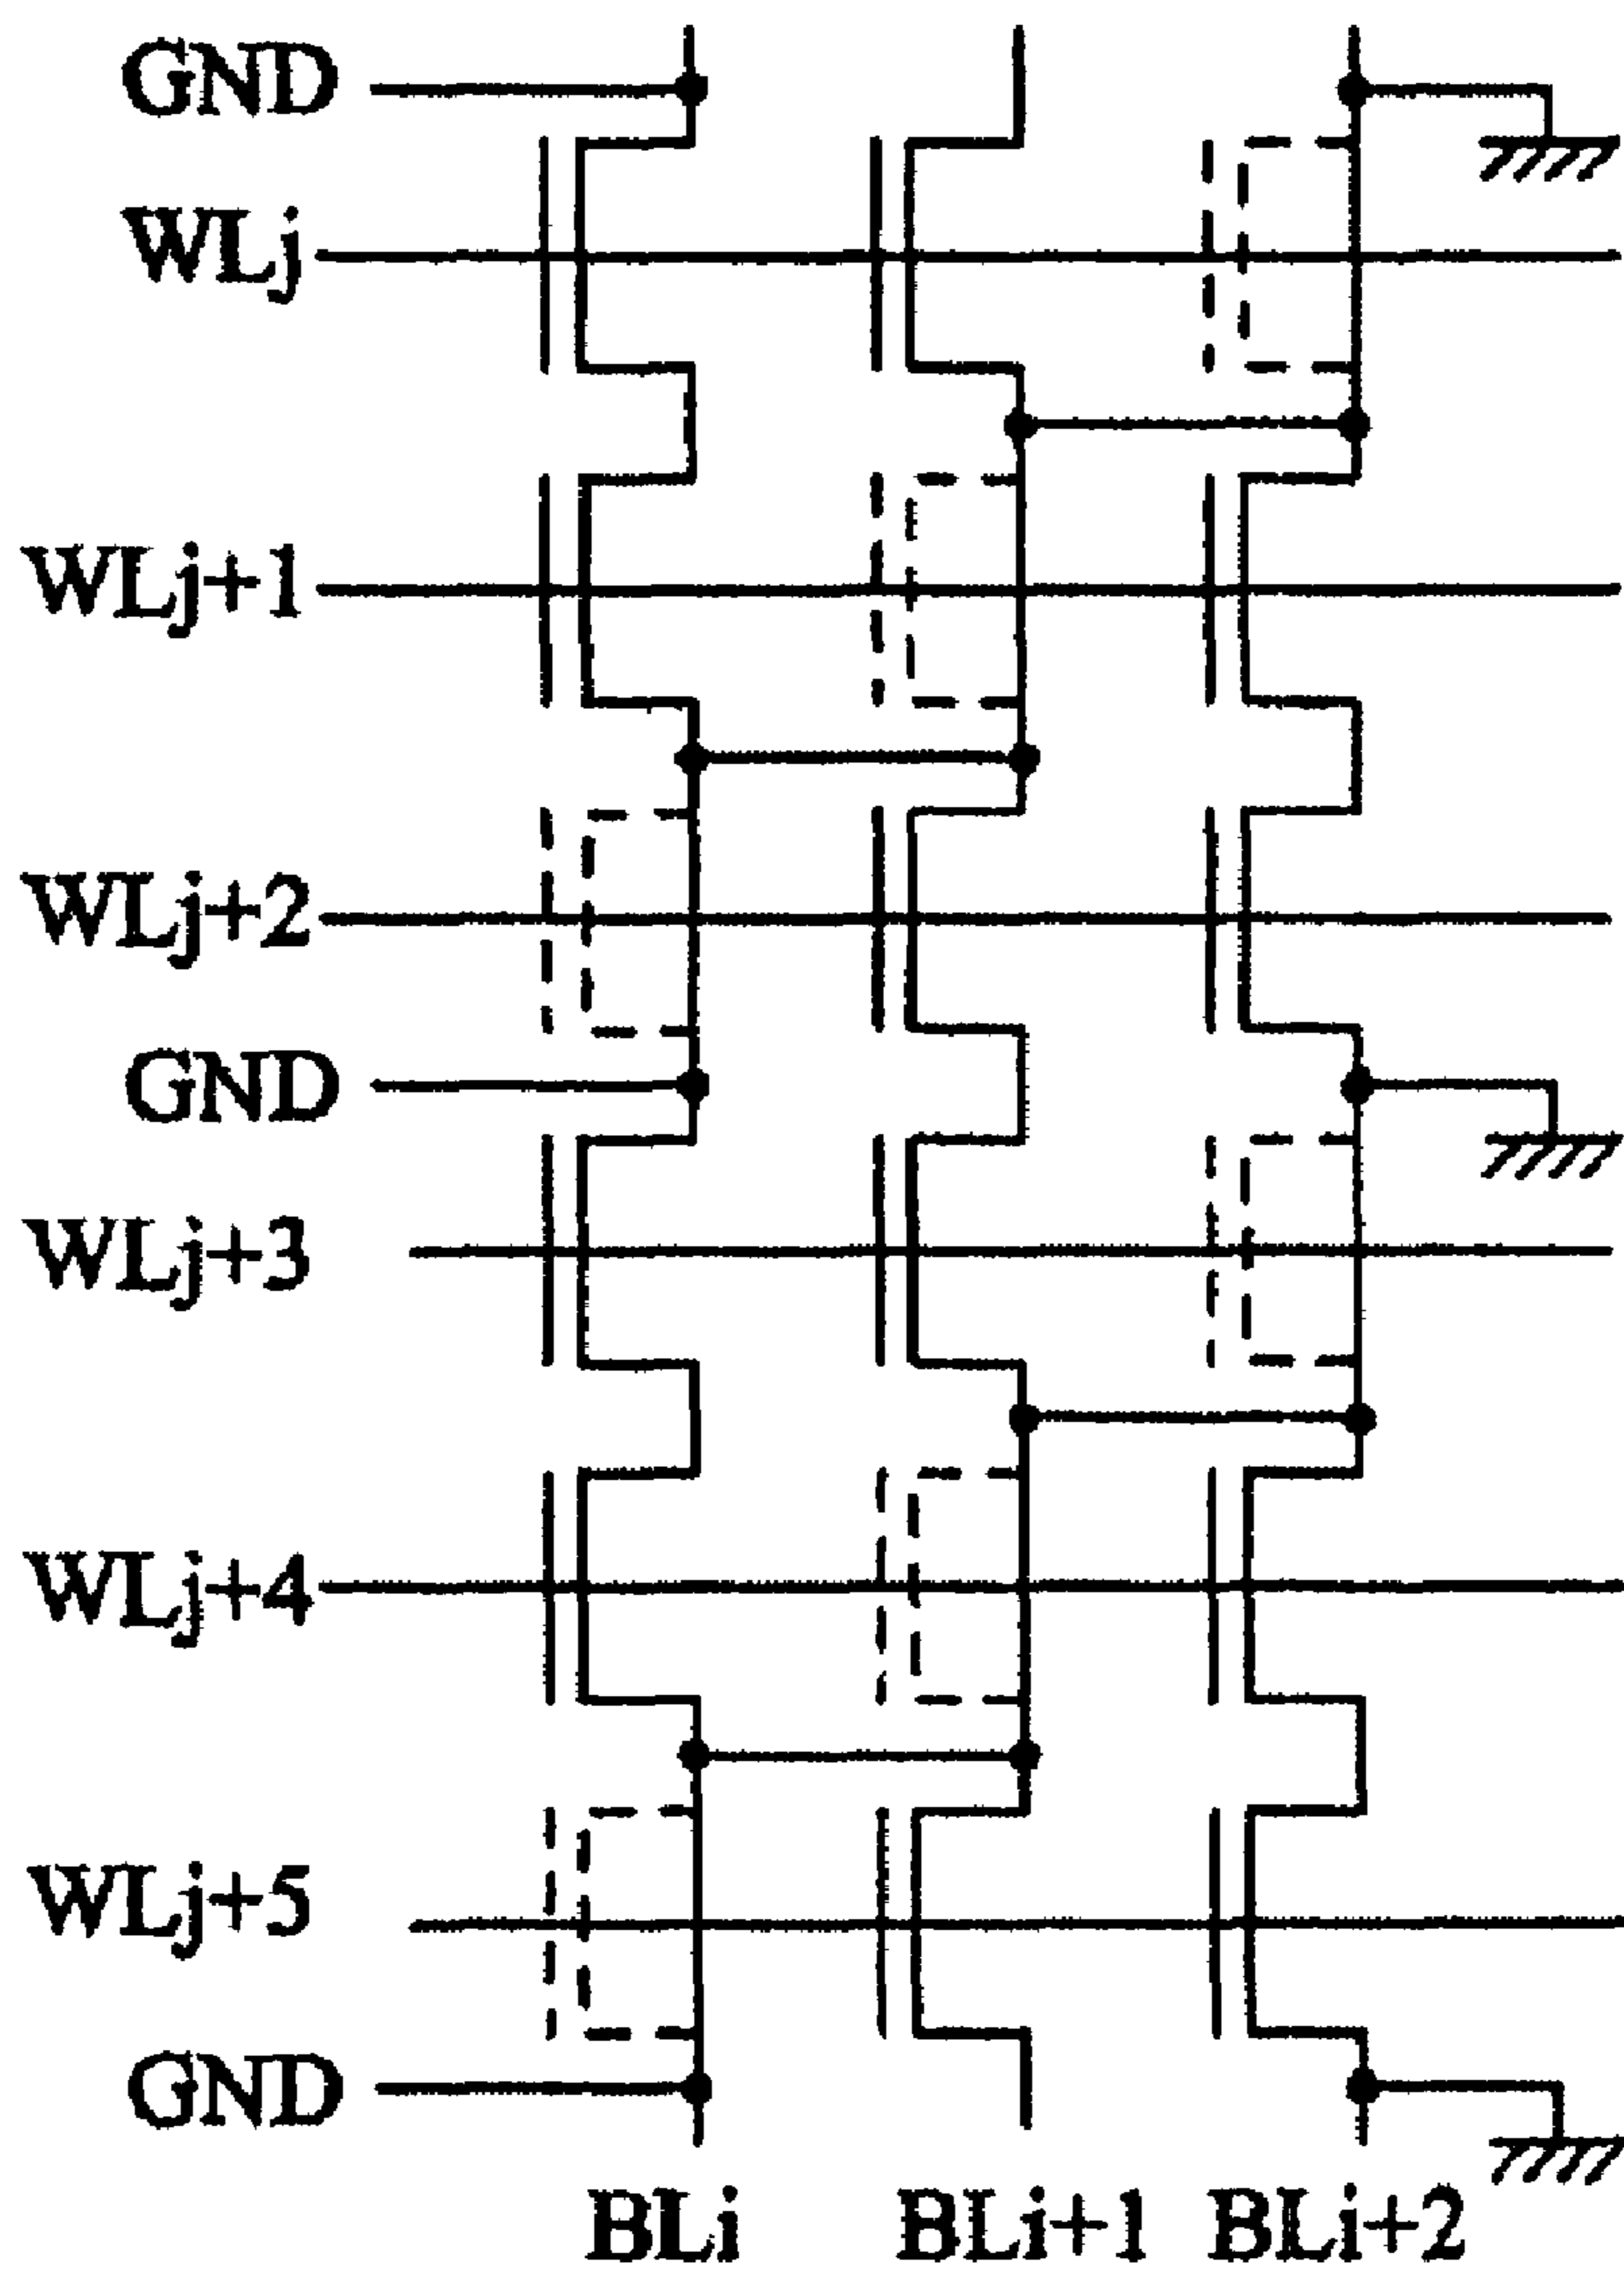 GND
WLj
WLj+1
WLj+2
GND
WLj+3
WLj+4
WLj+5
GND
BLi BLi+1 BLi+2